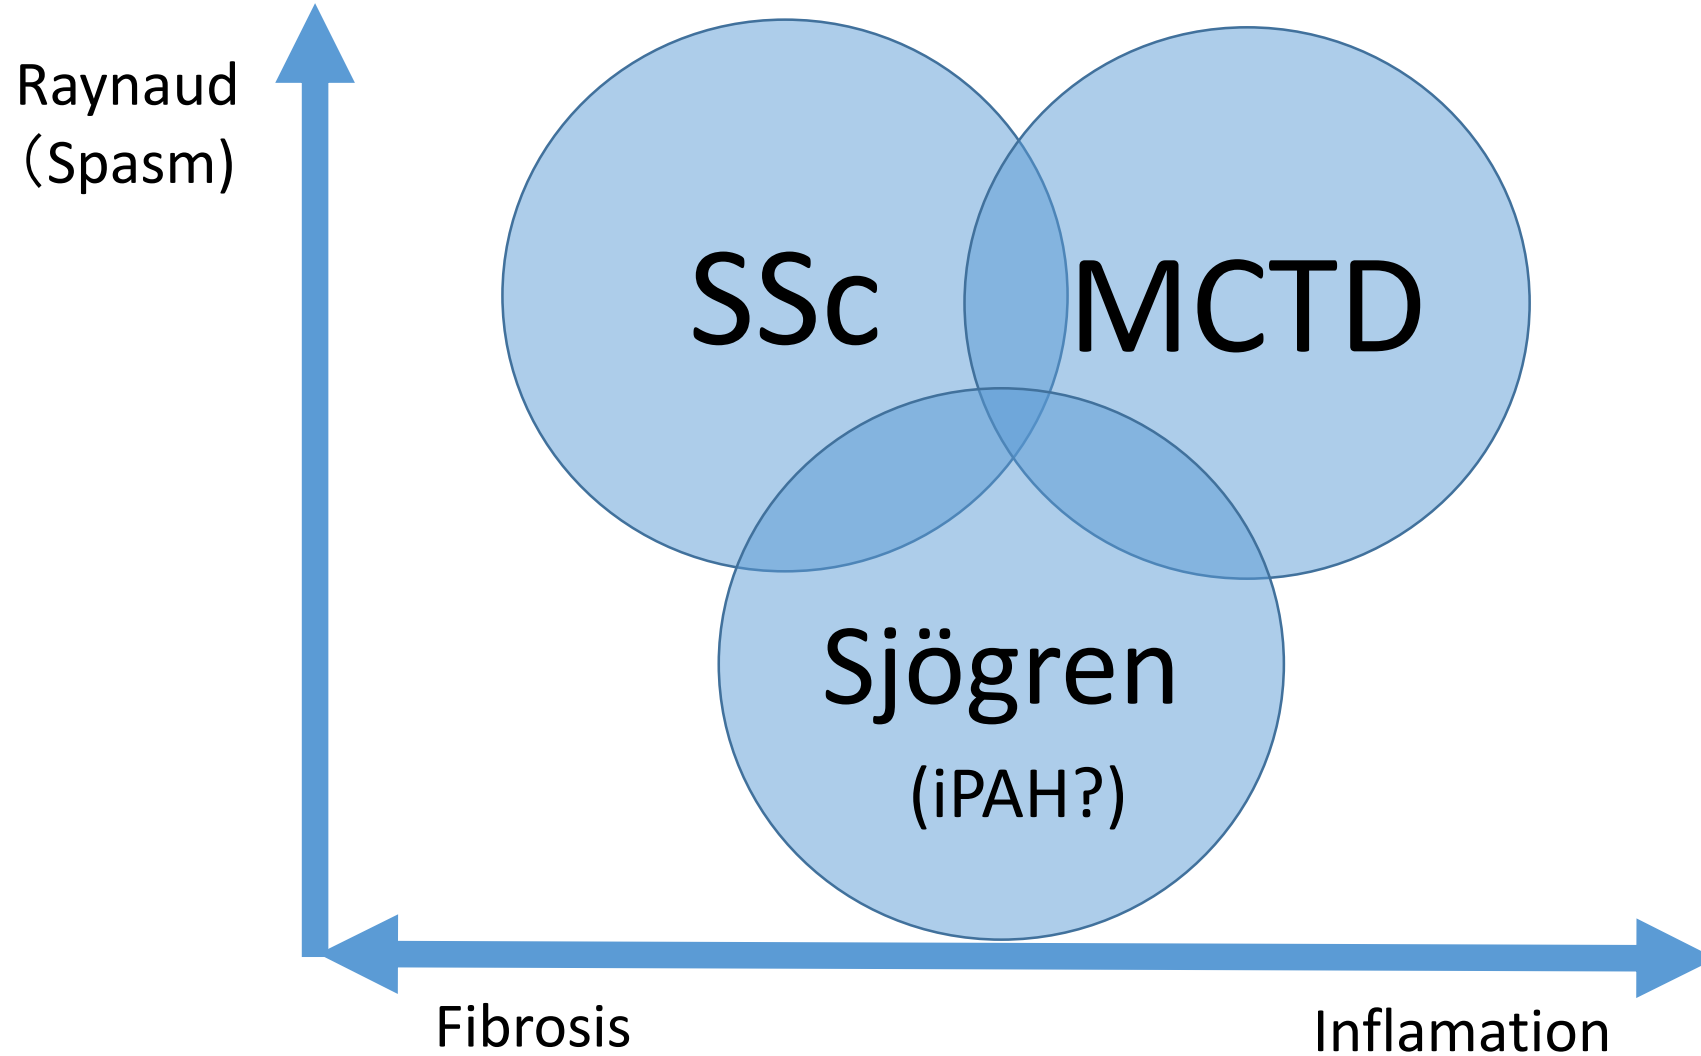 Raynaud
（Spasm)
SSc
MCTD
Sjögren
(iPAH?)
Fibrosis
Inflamation